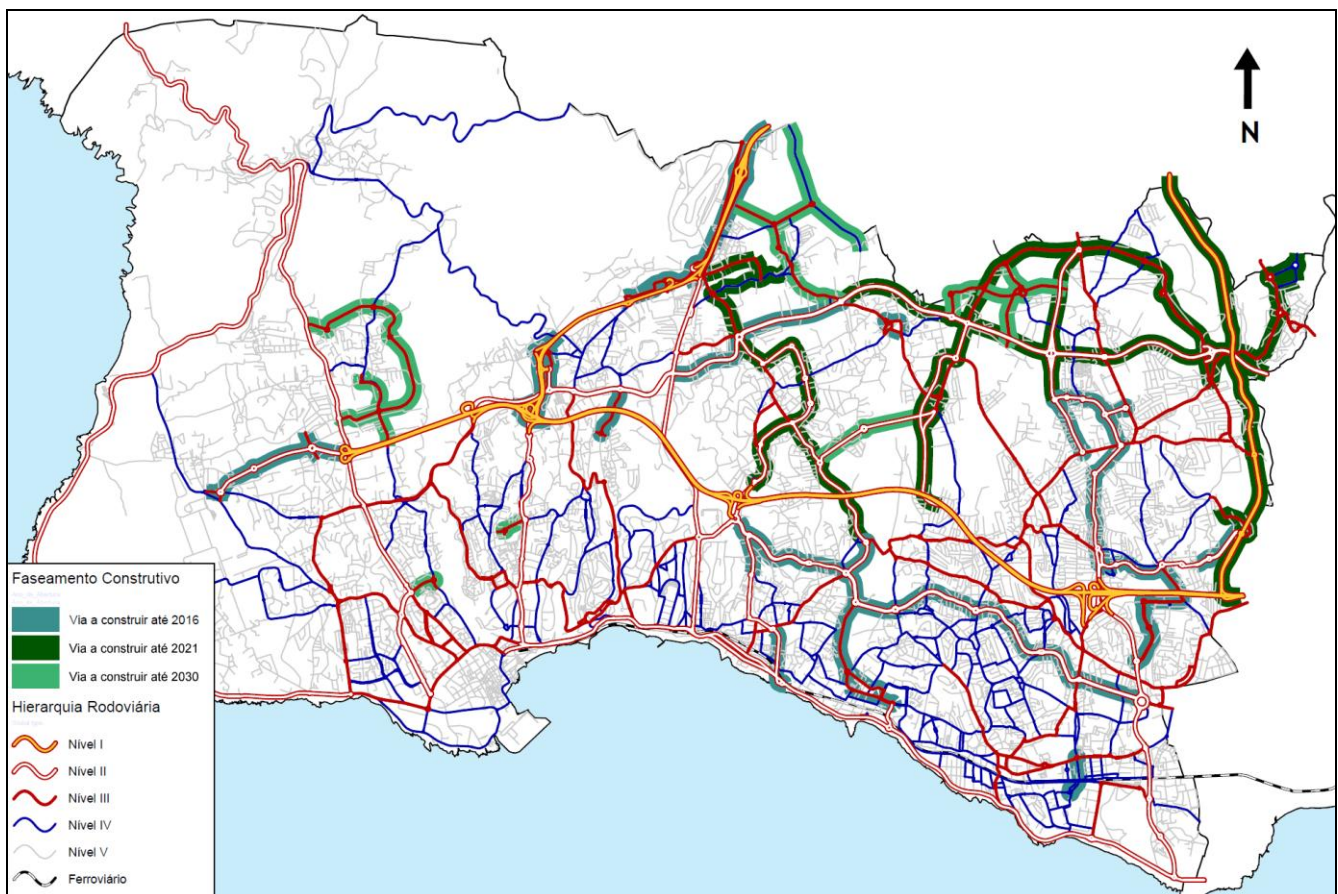 N
Faseamento Construtivo
Via a construir até 2016
Via a construir até 2021
Via a construir até 2030
Hierarquia Rodoviária
Nível I
Nível II
Nível III
Nível IV
Nível V
Ferroviário